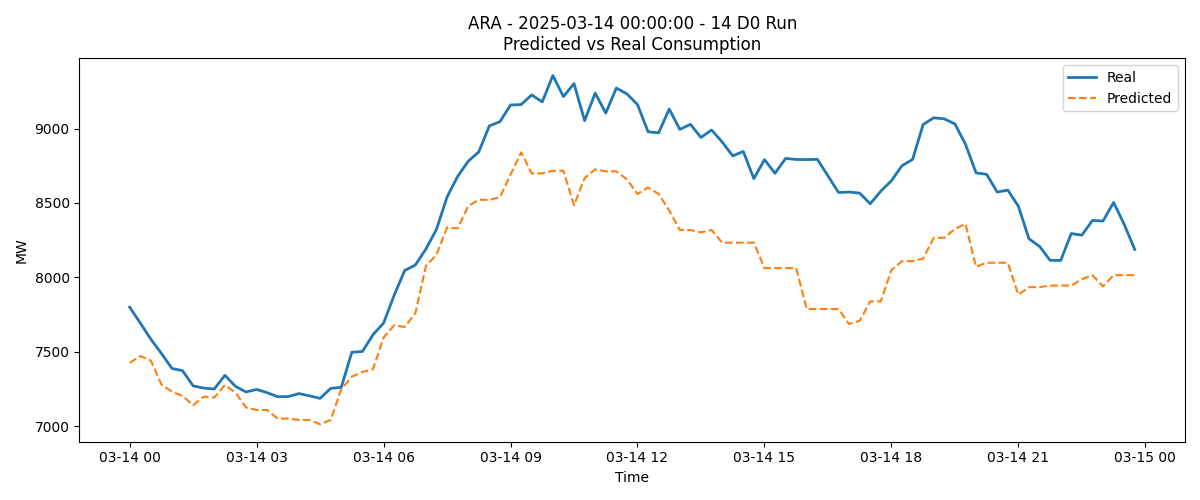 ARA - 2025-03-14 00:00:00 - 14 D0 Run
Predicted vs Real Consumption
Real
Predicted
MW
9000
8500
8000
7500
7000
03-14 00
03-14 03
03-14 06
03-14 09
03-14 12
03-14 15
03-14 18
03-14 21
03-15 00
Time